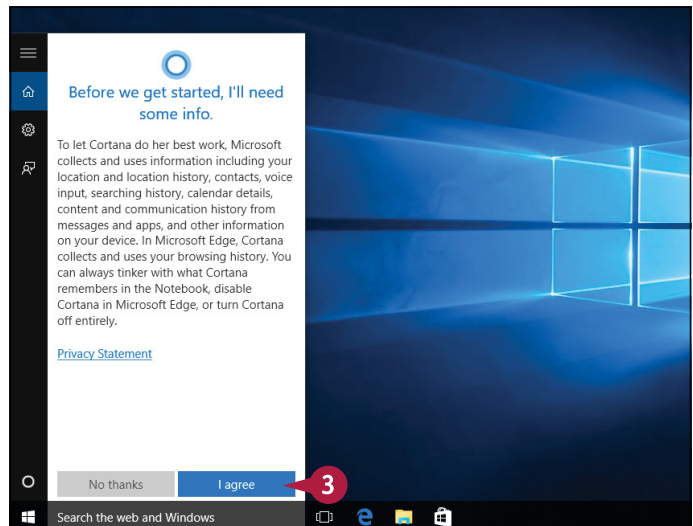 Before we get started, I'll need
some info.
To let Cortana do her best work, Microsoft
collects and uses information including your
location and location history, contacts, voice
input, searching history, calendar details,
content and communication history from
messages and apps, and other information
on your device. In Microsoft Edge, Cortana
collects and uses your browsing history. You
can always tinker with what Cortana
remembers in the Notebook, disable
Cortana in Microsoft Edge, or turn Cortana
off entirely.
Privacy Statement
No thanks I agree 3
Search the web and Windows